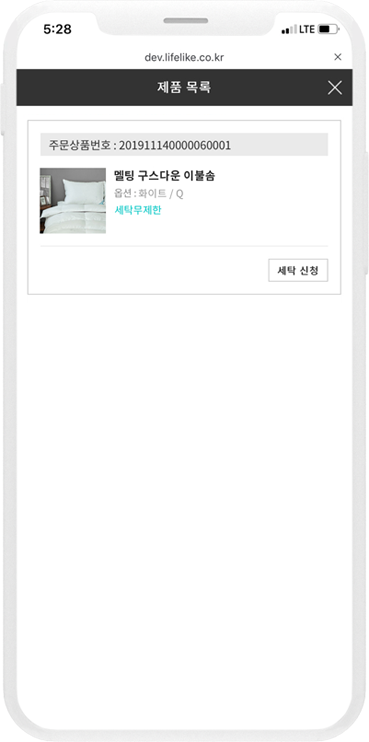 5:28
LTE
dev.lifelike.co.kr
제품 목록
주문상품번호 : 201911140000060001
멜팅 구스다운 이불솜
옵션 : 화이트 / Q
세탁무제한
세탁 신청